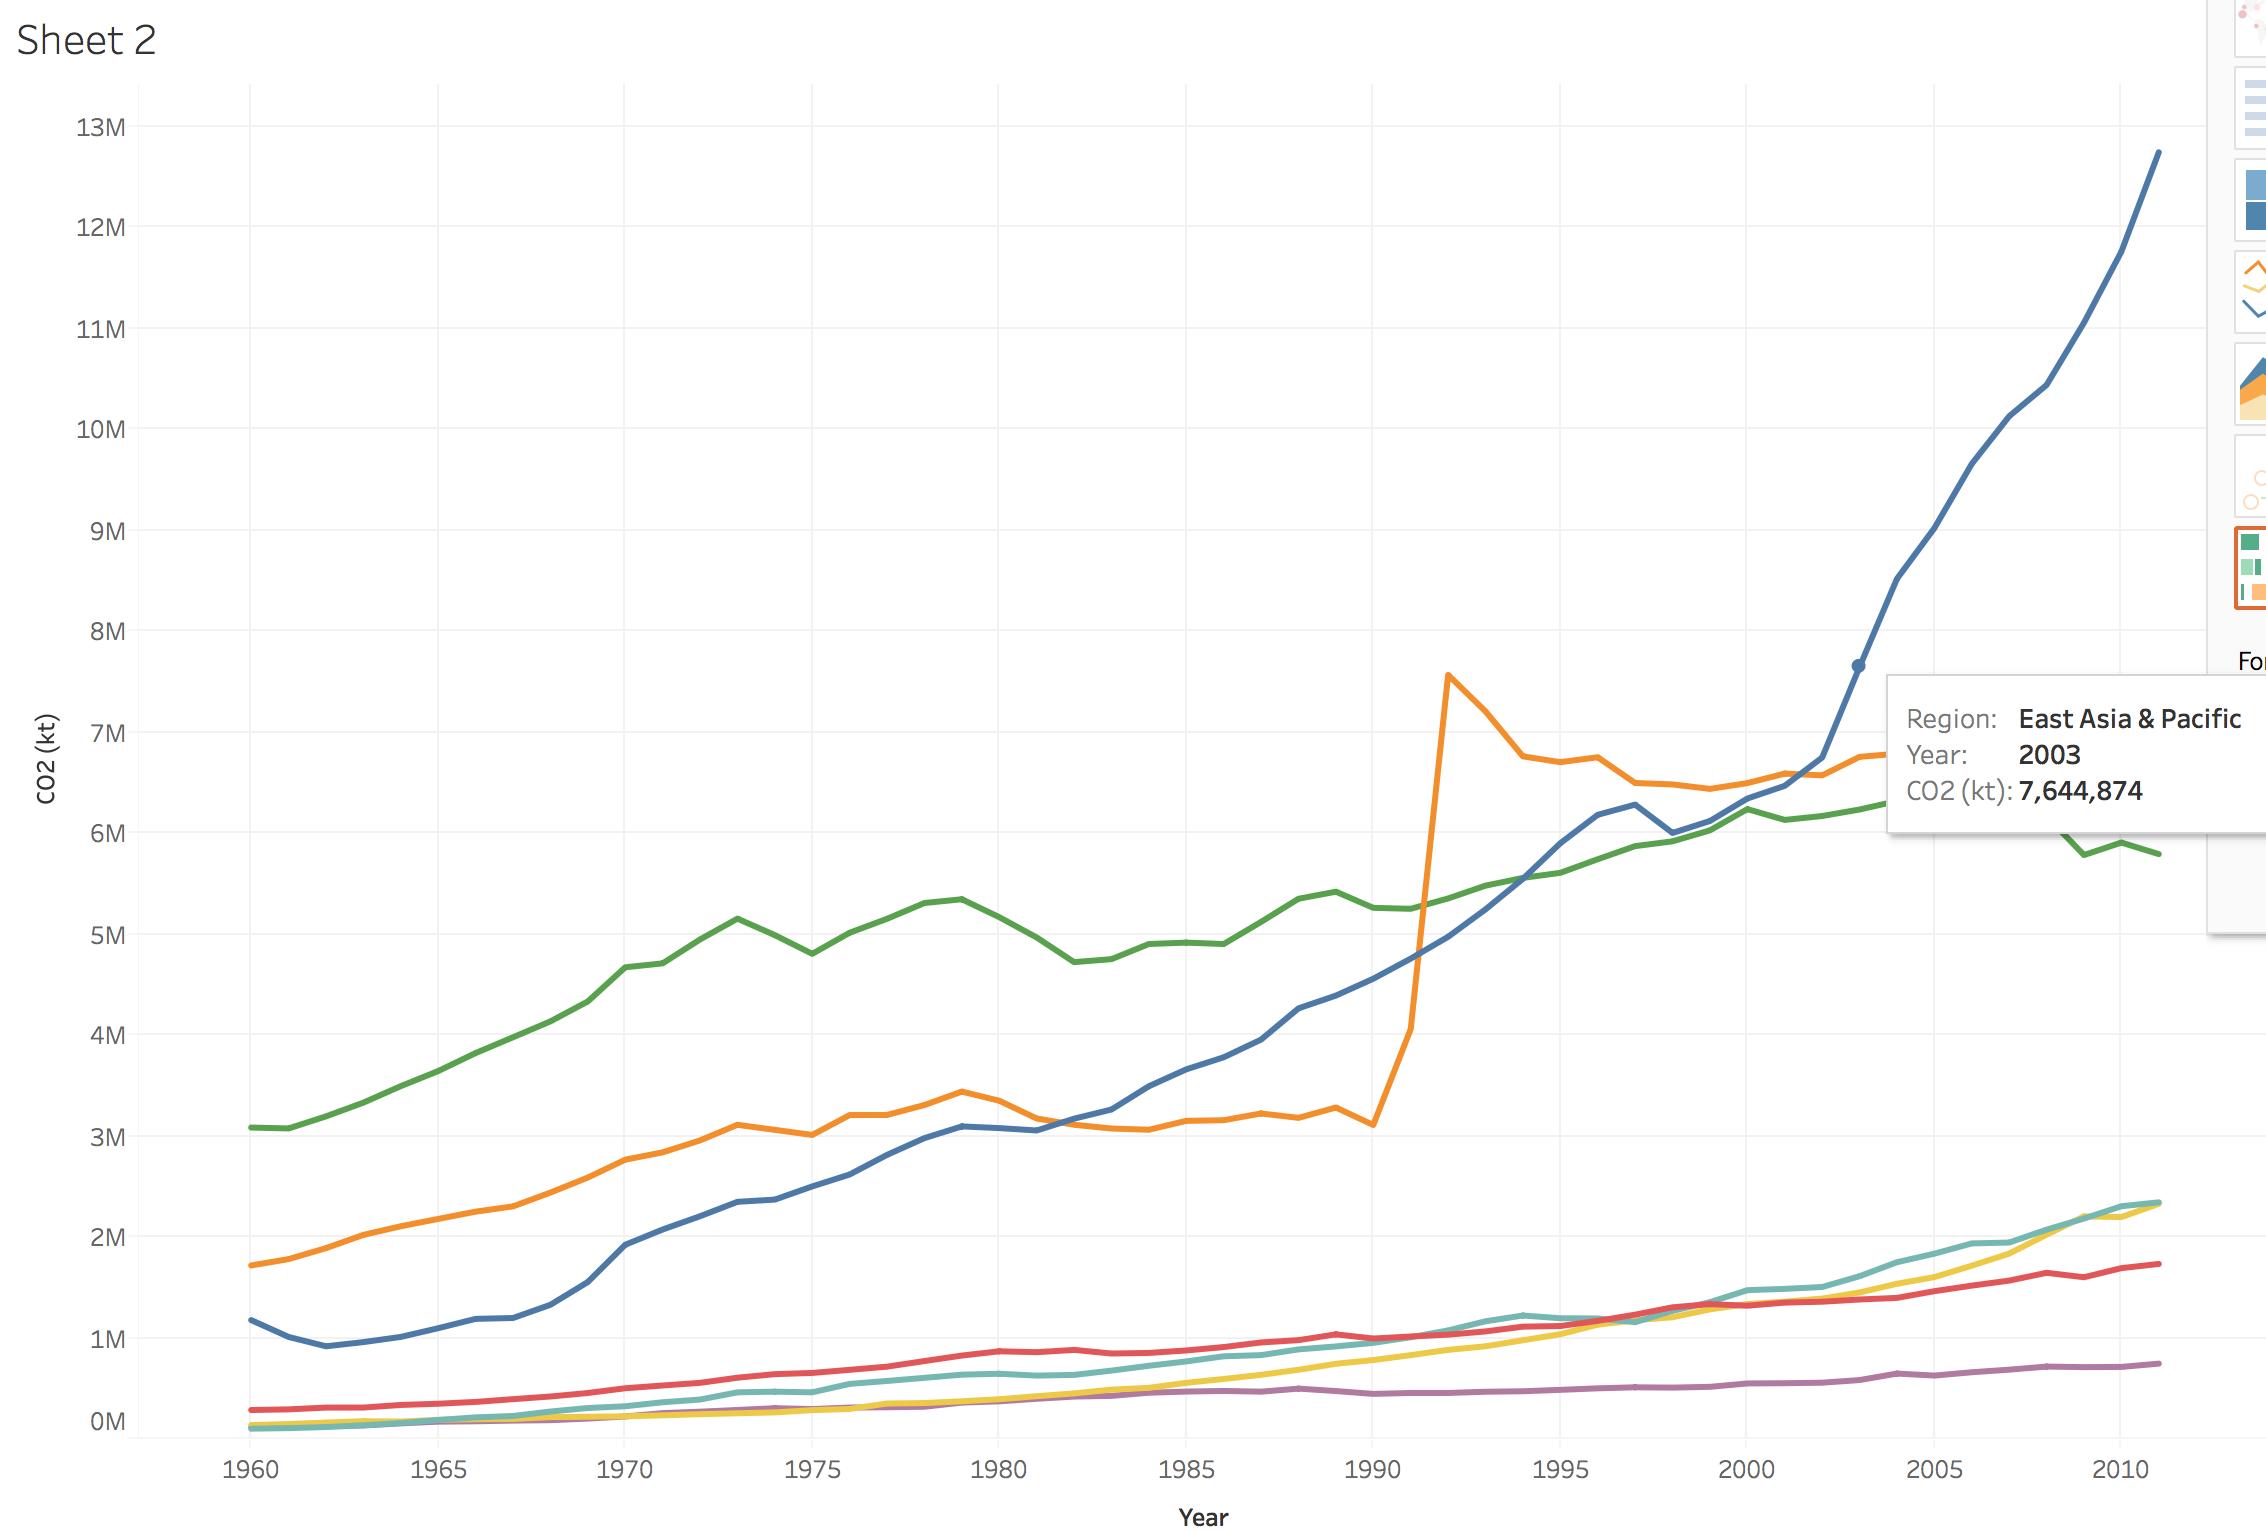 Sheet 2
13M
12M
11M
10M
9M
8M
7M
6M
5M
4M
3M
2M
1M
0M
CO2 (kt)
Region: East Asia & Pacific
Year: 2003
CO2 (kt): 7,644,874
1960 1965 1970 1975 1980 1985 1990 1995 2000 2005 2010
Year